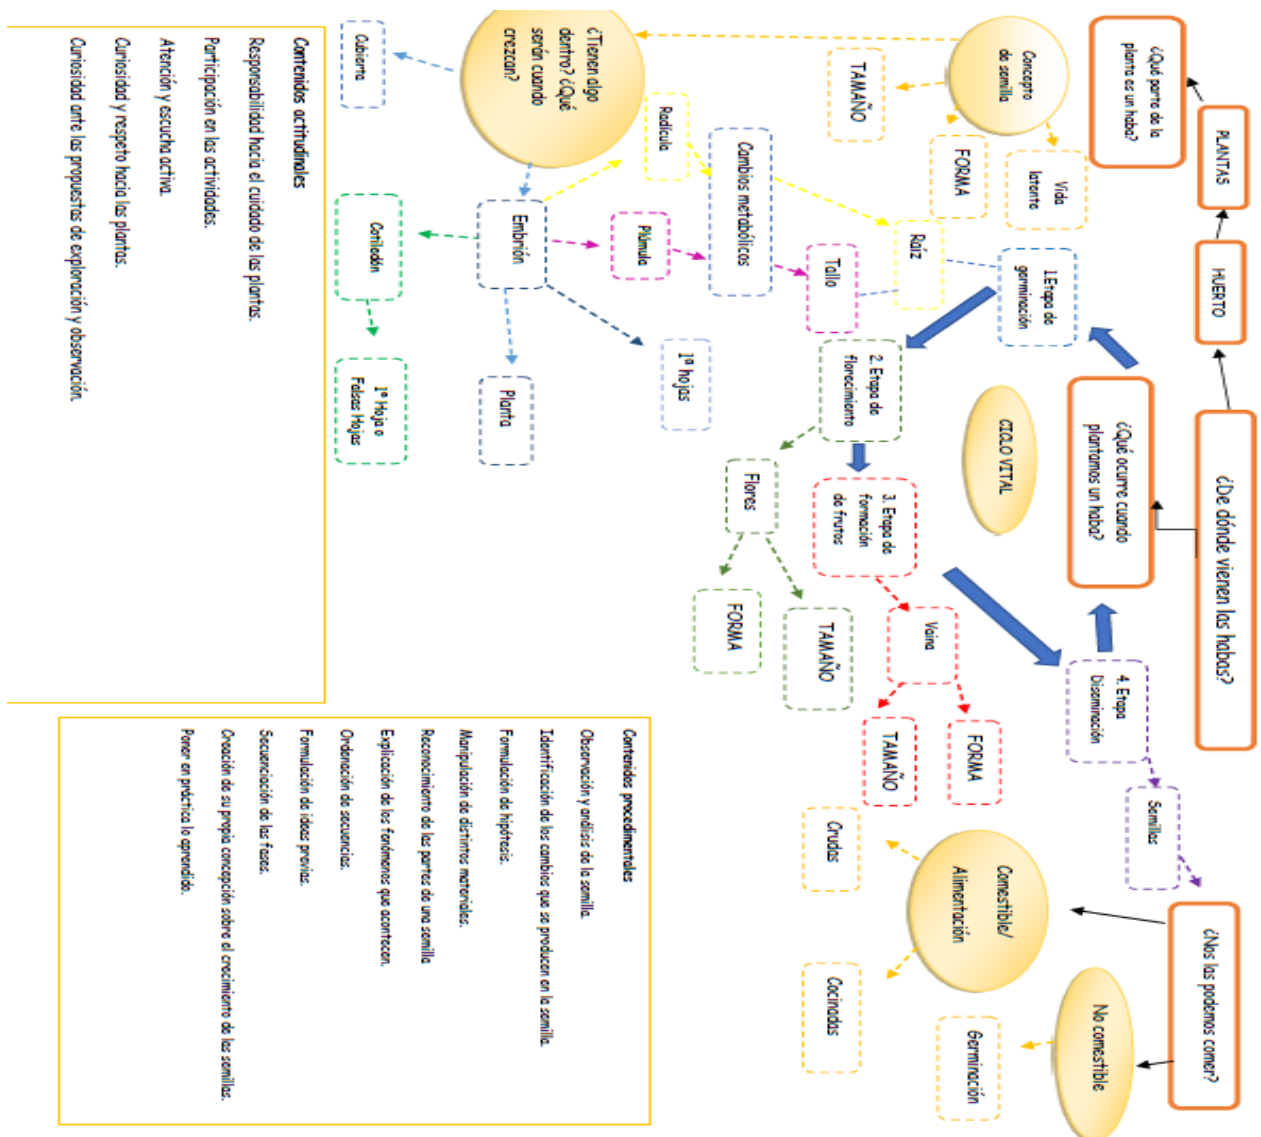 ¿De dónde vienen las habas?
HUERTO
PLANTAS
¿Qué parte de la
planta es un haba?
¿Qué ocurre cuando
plantamos un haba?
¿Nos las podemos comer?
Concepto
de semilla
Vida
latente
FORMA
TAMAÑO
CICLO VITAL
1.Etapa de
germinación
Raíz
Tallo
2. Etapa de
florecimiento
Flores
TAMAÑO
FORMA
3. Etapa de
formación
de frutos
Vaina
FORMA
TAMAÑO
4. Etapa
Diseminación
Semillas
No comestible
Germinación
Comestible/
Alimentación
Crudas
Cocinadas
¿Tienen algo
dentro? ¿Qué
serán cuando
crezcan?
Cubierta
Embrión
Radícula
Cambios metabólicos
Plúmula
Cotiledón
1ª Hoja o
Falsas Hojas
Planta
1ª hojas
Contenidos actitudinales
Responsabilidad hacia el cuidado de las plantas.
Participación en las actividades.
Atención y escucha activa.
Curiosidad y respeto hacia las plantas.
Curiosidad ante las propuestas de exploración y observación.
Contenidos procedimentales
Observación y análisis de la semilla.
Identificación de los cambios que se producen en la semilla.
Formulación de hipótesis.
Manipulación de distintos materiales.
Reconocimiento de las partes de una semilla
Explicación de los fenómenos que acontecen.
Ordenación de secuencias.
Formulación de ideas previas.
Secuenciación de las fases.
Creación de su propia concepción sobre el crecimiento de las semillas.
Poner en práctica lo aprendido.